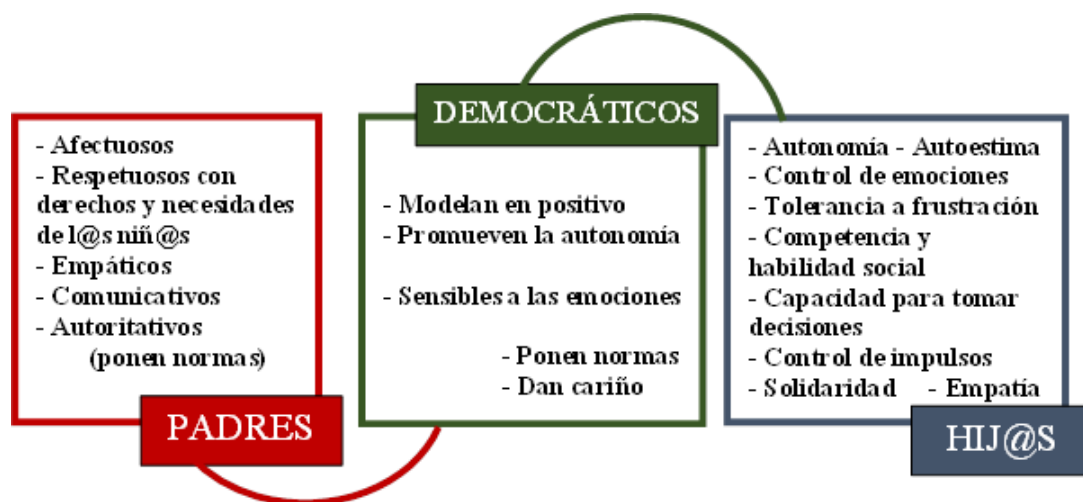 - Afectuosos
- Respetuosos con
derechos y necesidades
de l@s niñ@s
- Empáticos
- Comunicativos
- Autoritativos
(ponen normas)
PADRES
DEMOCRÁTICOS
- Modelan en positivo
- Promueven la autonomía
- Sensibles a las emociones
- Ponen normas
- Dan cariño
- Autonomía - Autoestima
- Control de emociones
- Tolerancia a frustración
- Competencia y
habilidad social
- Capacidad para tomar
decisiones
- Control de impulsos
- Solidaridad - Empatía
HIJ@S